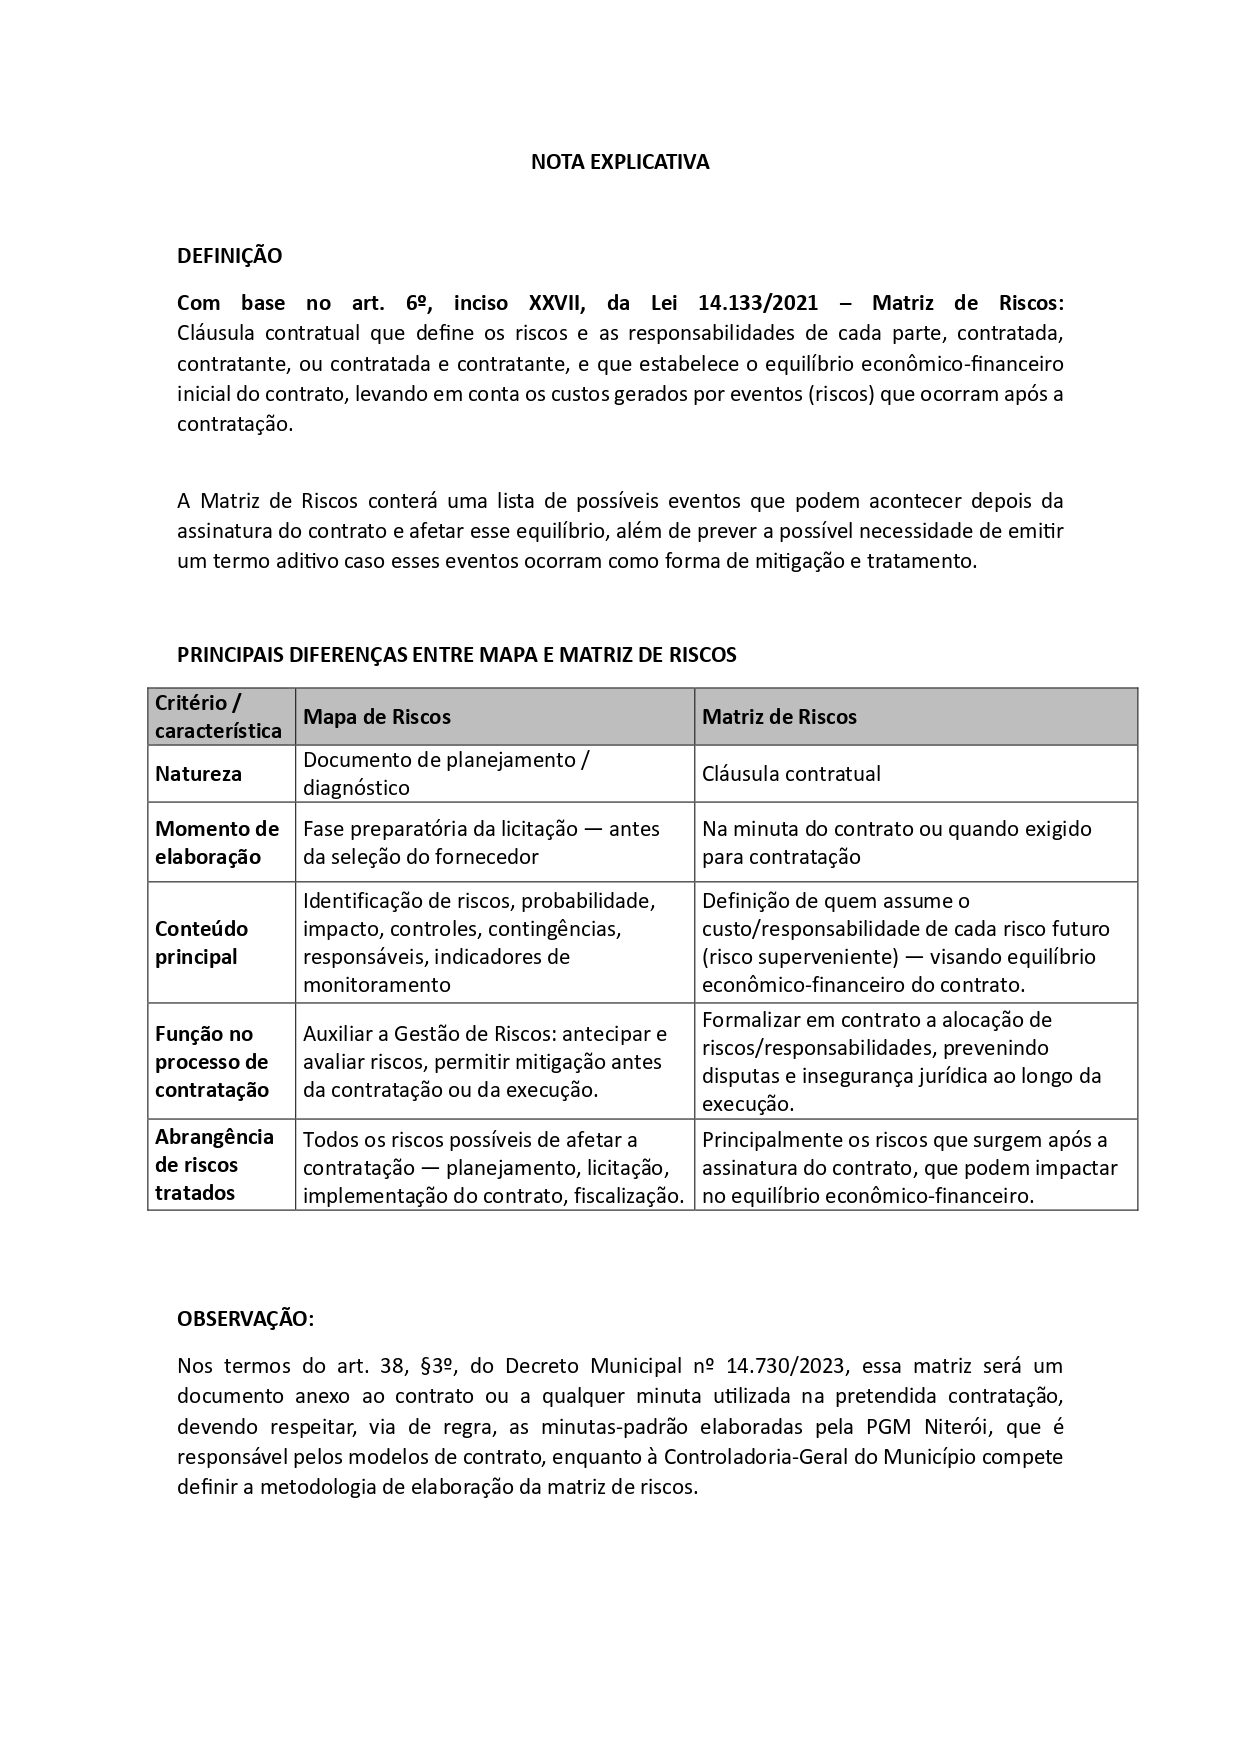 NOTA EXPLICATIVA
DEFINIÇÃO
Com base no art. 6º, inciso XXVII, da Lei 14.133/2021 – Matriz de Riscos:
Cláusula contratual que define os riscos e as responsabilidades de cada parte, contratada,
contratante, ou contratada e contratante, e que estabelece o equilíbrio econômico-financeiro
inicial do contrato, levando em conta os custos gerados por eventos (riscos) que ocorram após a
contratação.
A Matriz de Riscos conterá uma lista de possíveis eventos que podem acontecer depois da
assinatura do contrato e afetar esse equilíbrio, além de prever a possível necessidade de emitir
um termo aditivo caso esses eventos ocorram como forma de mitigação e tratamento.
PRINCIPAIS DIFERENÇAS ENTRE MAPA E MATRIZ DE RISCOS
Critério /
característica
Mapa de Riscos
Matriz de Riscos
Natureza
Documento de planejamento /
diagnóstico
Cláusula contratual
Momento de
elaboração
Fase preparatória da licitação — antes
da seleção do fornecedor
Na minuta do contrato ou quando exigido
para contratação
Conteúdo
principal
Identificação de riscos, probabilidade,
impacto, controles, contingências,
responsáveis, indicadores de
monitoramento
Definição de quem assume o
custo/responsabilidade de cada risco futuro
(risco superveniente) — visando equilíbrio
econômico-financeiro do contrato.
Função no
processo de
contratação
Auxiliar a Gestão de Riscos: antecipar e
avaliar riscos, permitir mitigação antes
da contratação ou da execução.
Formalizar em contrato a alocação de
riscos/responsabilidades, prevenindo
disputas e insegurança jurídica ao longo da
execução.
Abrangência
de riscos
tratados
Todos os riscos possíveis de afetar a
contratação — planejamento, licitação,
implementação do contrato, fiscalização.
Principalmente os riscos que surgem após a
assinatura do contrato, que podem impactar
no equilíbrio econômico-financeiro.
OBSERVAÇÃO:
Nos termos do art. 38, §3º, do Decreto Municipal nº 14.730/2023, essa matriz será um
documento anexo ao contrato ou a qualquer minuta utilizada na pretendida contratação,
devendo respeitar, via de regra, as minutas-padrão elaboradas pela PGM Niterói, que é
responsável pelos modelos de contrato, enquanto à Controladoria-Geral do Município compete
definir a metodologia de elaboração da matriz de riscos.